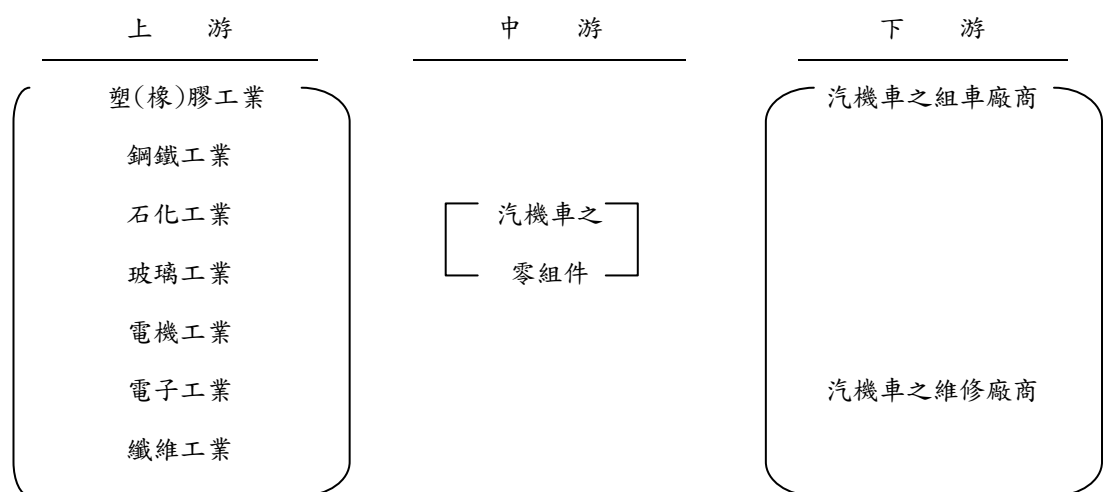 上 游
中 游
下 游
塑(橡)膠工業
鋼鐵工業
石化工業
玻璃工業
電機工業
電子工業
纖維工業
汽機車之
零組件
汽機車之組車廠商
汽機車之維修廠商